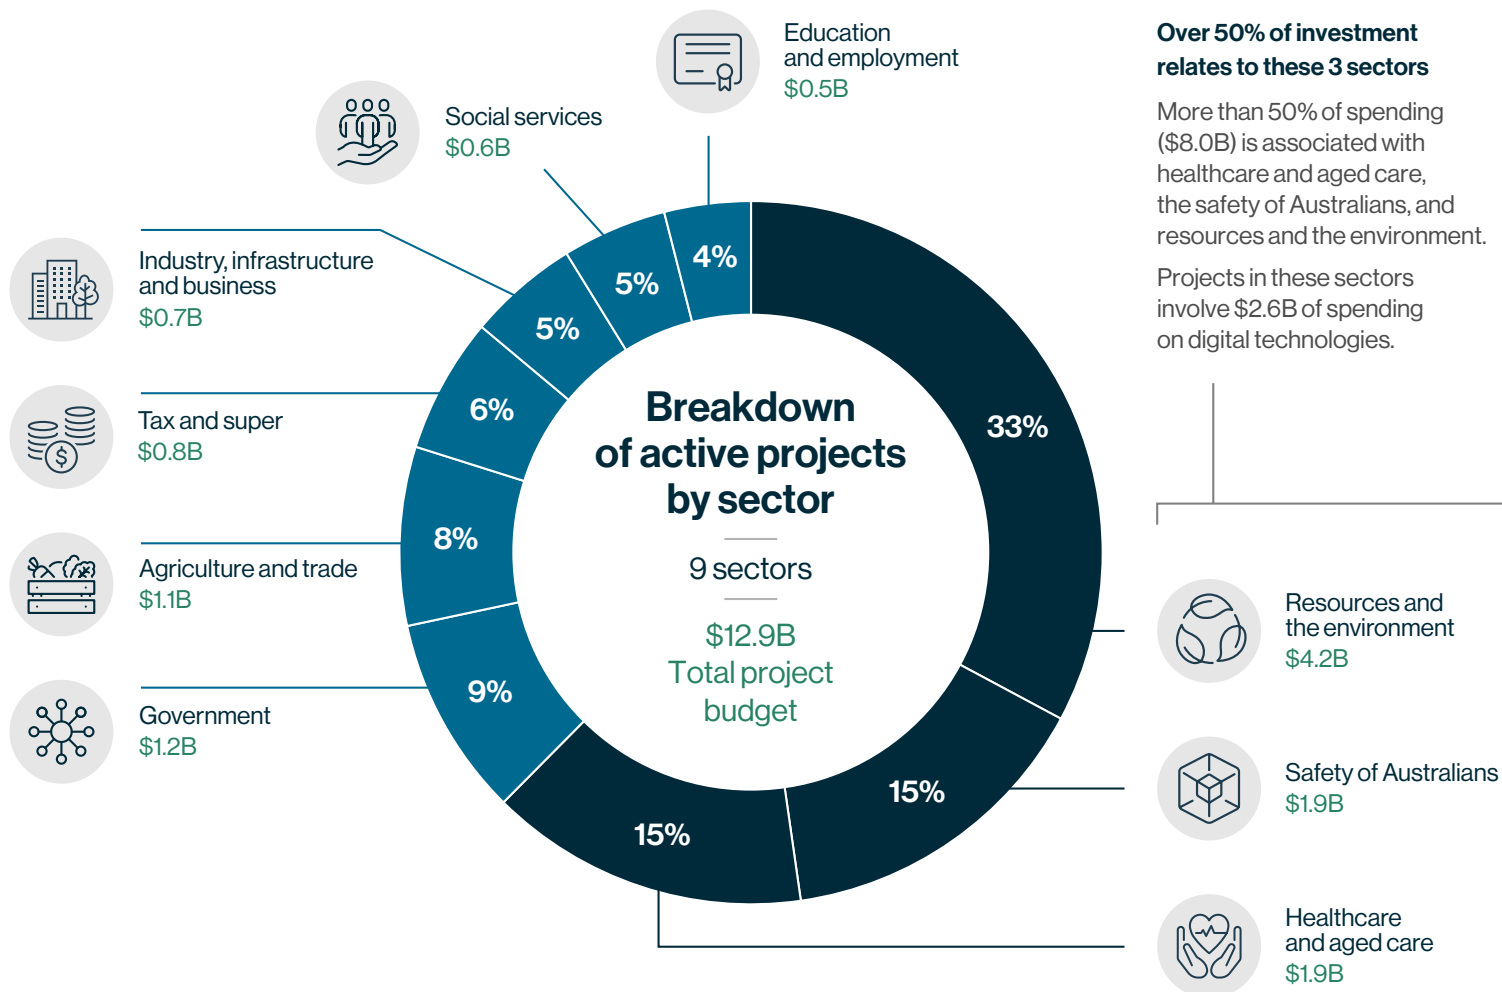 Education
and employment
$0.5B
Social services
$0.6B
Industry, infrastructure
and business
$0.7B
Tax and super
$0.8B
Agriculture and trade
$1.1B
Government
$1.2B
4%
5%
5%
6%
8%
9%
15%
15%
33%
Breakdown
of active projects
by sector
9 sectors
$12.9B
Total project
budget
Over 50% of investment
relates to these 3 sectors
More than 50% of spending
($8.0B) is associated with
healthcare and aged care,
the safety of Australians, and
resources and the environment.
Projects in these sectors
involve $2.6B of spending
on digital technologies.
Resources and
the environment
$4.2B
Safety of Australians
$1.9B
Healthcare
and aged care
$1.9B
$